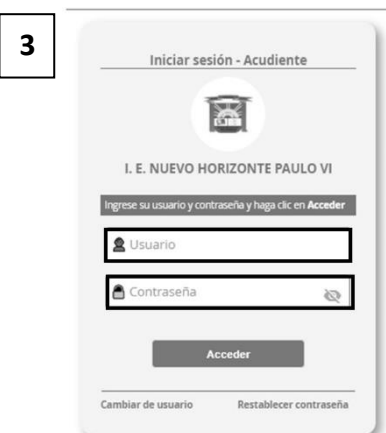 3
Iniciar sesión - Acudiente
I. E. NUEVO HORIZONTE PAULO VI
Ingrese su usuario y contraseña y haga clic en Acceder
Usuario
Contraseña
Acceder
Cambiar de usuario Restablecer contraseña